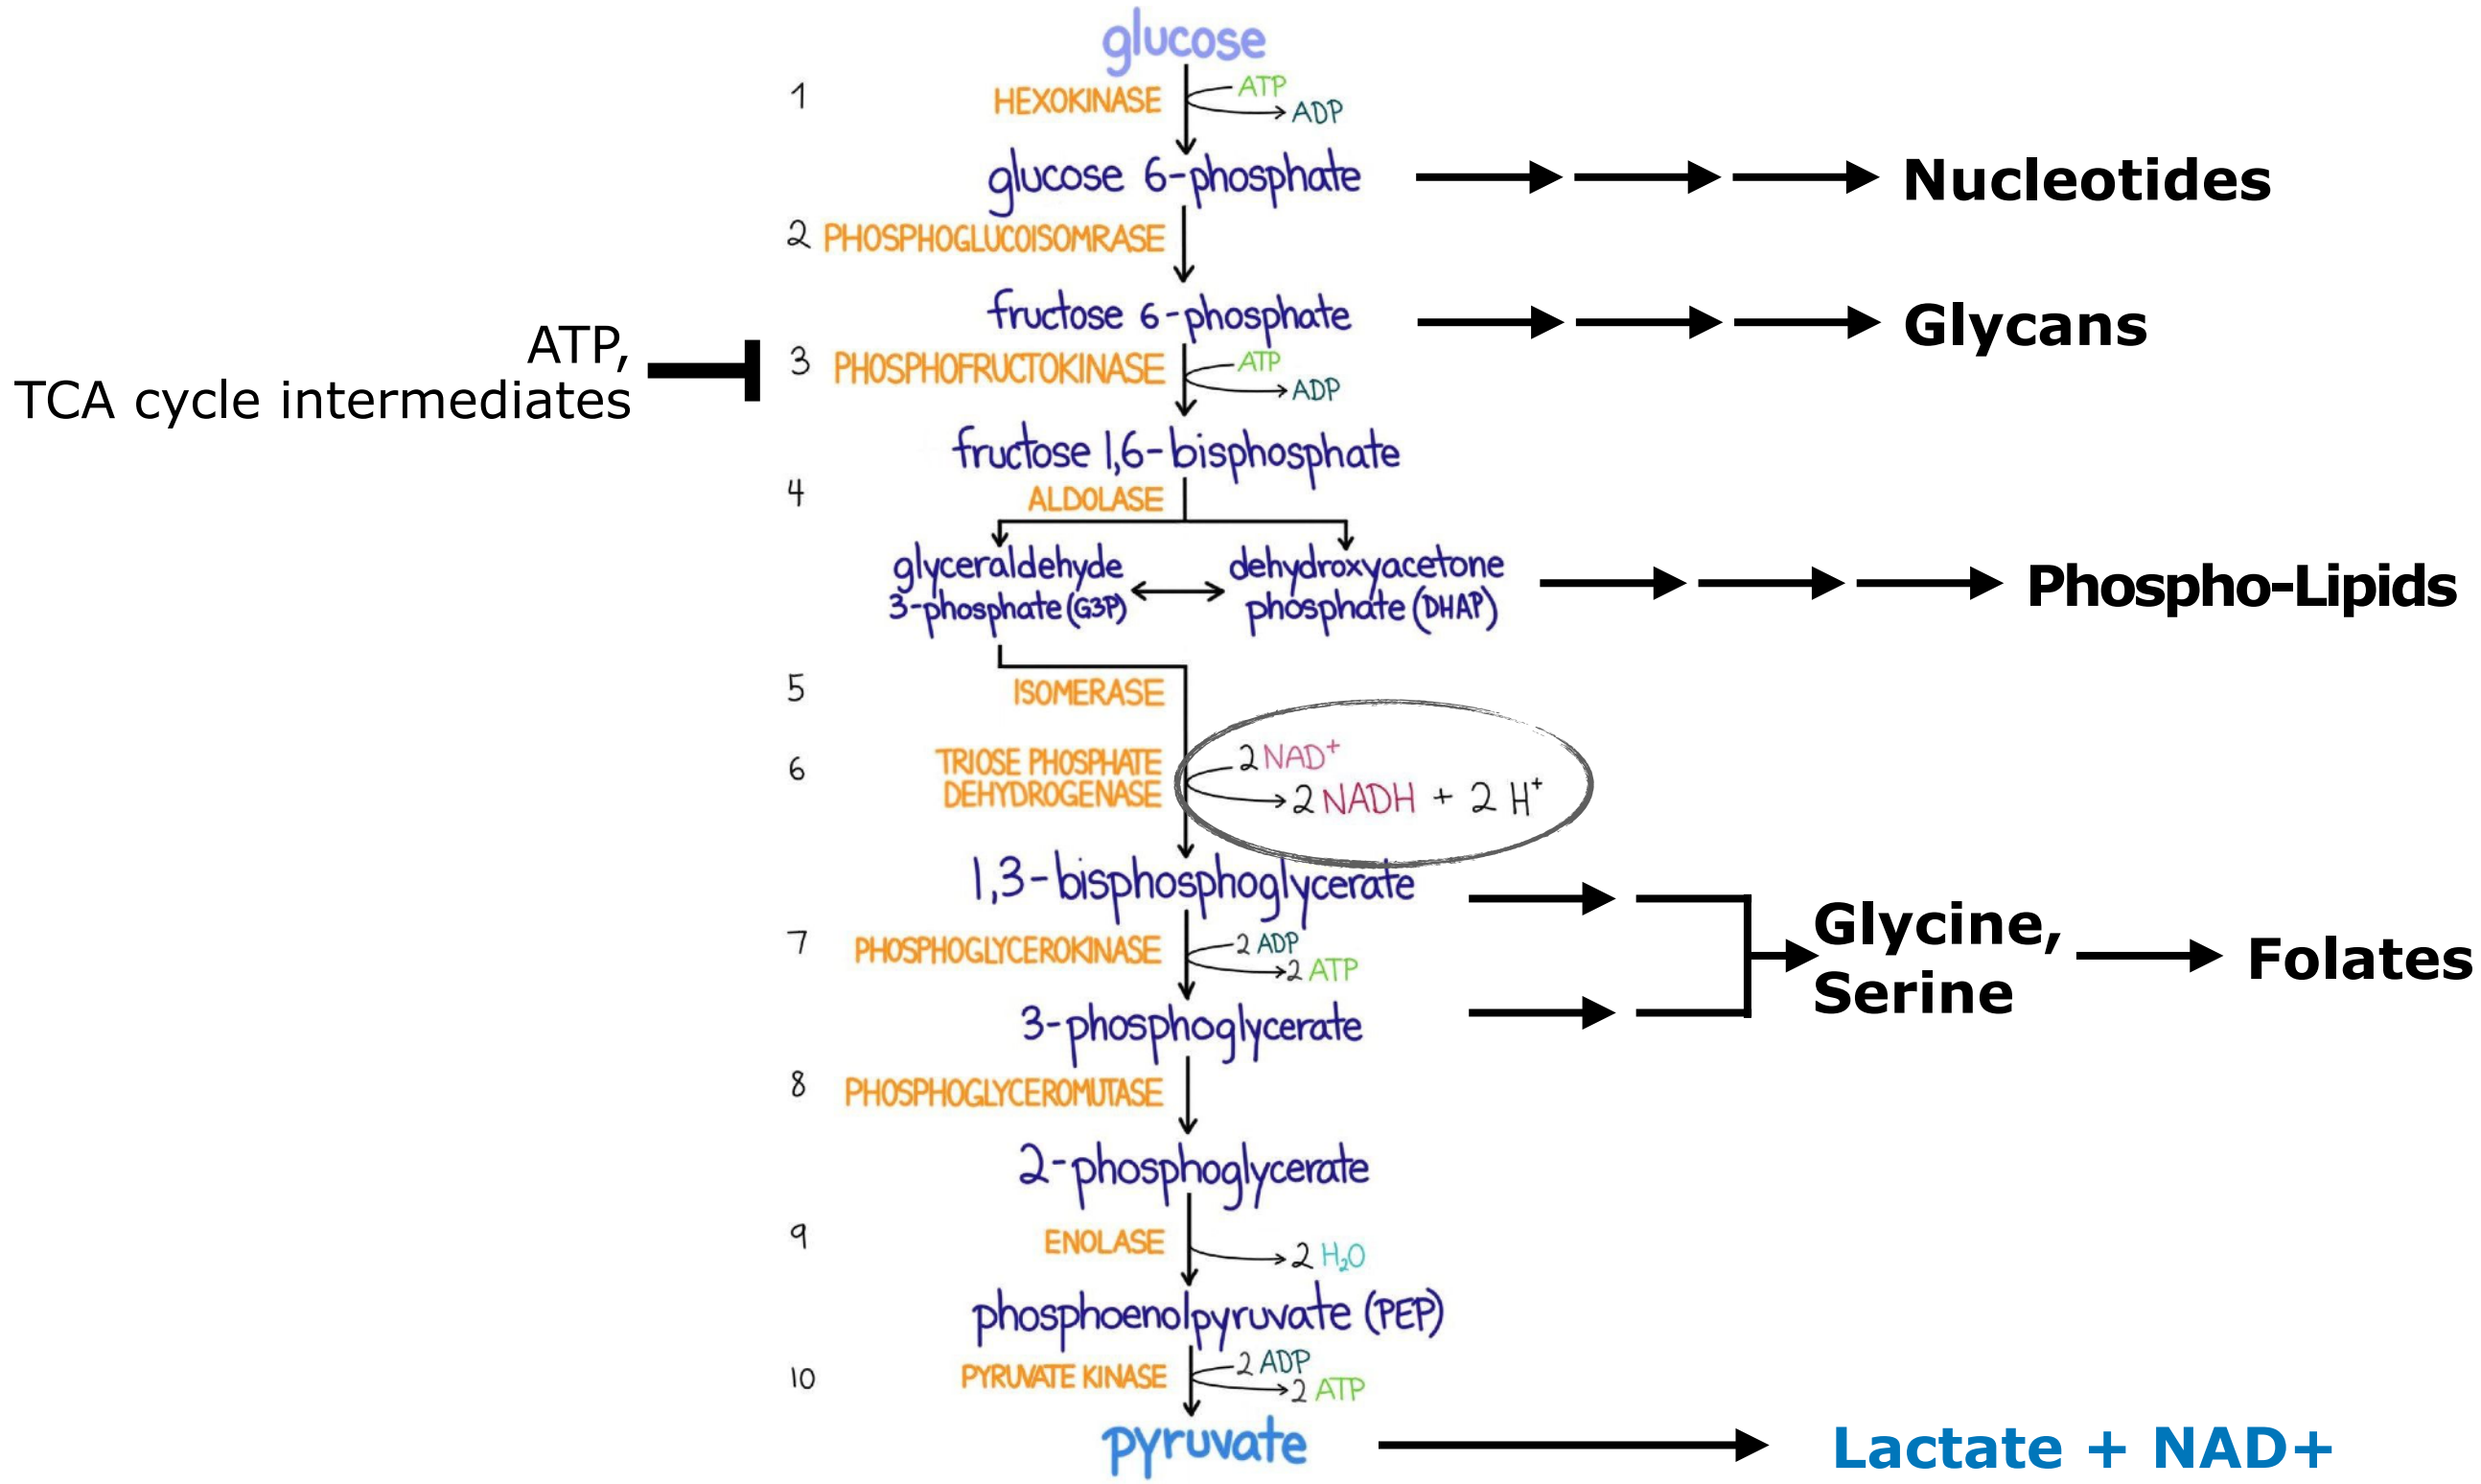 glucose
1
HEXOKINASE
ATP
ADP
glucose 6-phosphate
Nucleotides
2
PHOSPHOGLUCOISOMRASE
fructose 6-phosphate
Glycans
ATP,
TCA cycle intermediates
3
PHOSPHOFRUCTOKINASE
ATP
ADP
fructose 1,6-bisphosphate
4
ALDOLASE
glyceraldehyde
3-phosphate (G3P)
dehydroxyacetone
phosphate (DHAP)
Phospho-Lipids
5
ISOMERASE
6
TRIOSE PHOSPHATE
DEHYDROGENASE
2 NAD+
2 NADH + 2 H+
1,3-bisphosphoglycerate
Glycine,
Serine
Folates
7
PHOSPHOGLYCEROKINASE
2 ADP
2 ATP
3-phosphoglycerate
8
PHOSPHOGLYCEROMUTASE
2-phosphoglycerate
9
ENOLASE
2 H₂O
phosphoenolpyruvate (PEP)
10
PYRUVATE KINASE
2 ADP
2 ATP
pyruvate
Lactate + NAD+